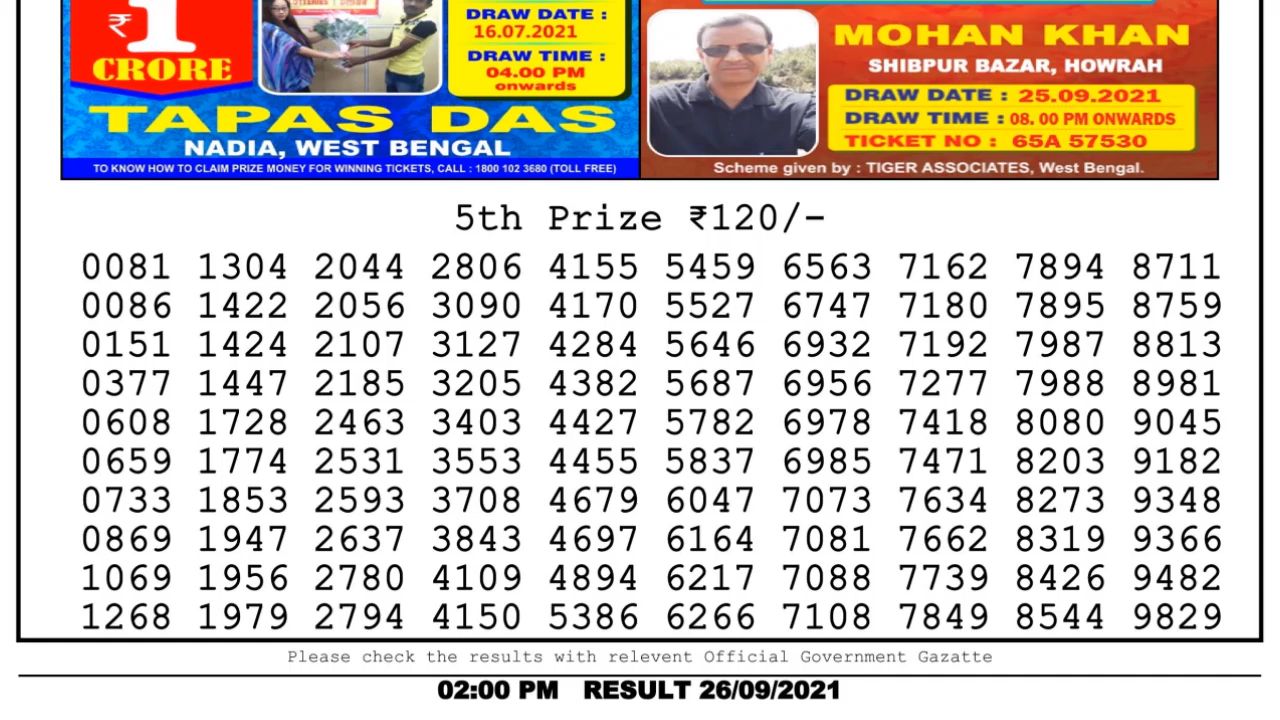 ₹1
CRORE
DRAW DATE :
16.07.2021
DRAW TIME :
04.00 PM
onwards
TAPAS DAS
NADIA, WEST BENGAL
TO KNOW HOW TO CLAIM PRIZE MONEY FOR WINNING TICKETS, CALL : 1800 102 3680 (TOLL FREE)
MOHAN KHAN
SHIBPUR BAZAR, HOWRAH
DRAW DATE : 25.09.2021
DRAW TIME : 08. 00 PM ONWARDS
TICKET NO : 65A 57530
Scheme given by : TIGER ASSOCIATES, West Bengal.
5th Prize ₹120/-
0081 1304 2044 2806 4155 5459 6563 7162 7894 8711
0086 1422 2056 3090 4170 5527 6747 7180 7895 8759
0151 1424 2107 3127 4284 5646 6932 7192 7987 8813
0377 1447 2185 3205 4382 5687 6956 7277 7988 8981
0608 1728 2463 3403 4427 5782 6978 7418 8080 9045
0659 1774 2531 3553 4455 5837 6985 7471 8203 9182
0733 1853 2593 3708 4679 6047 7073 7634 8273 9348
0869 1947 2637 3843 4697 6164 7081 7662 8319 9366
1069 1956 2780 4109 4894 6217 7088 7739 8426 9482
1268 1979 2794 4150 5386 6266 7108 7849 8544 9829
Please check the results with relevent Official Government Gazatte
02:00 PM RESULT 26/09/2021